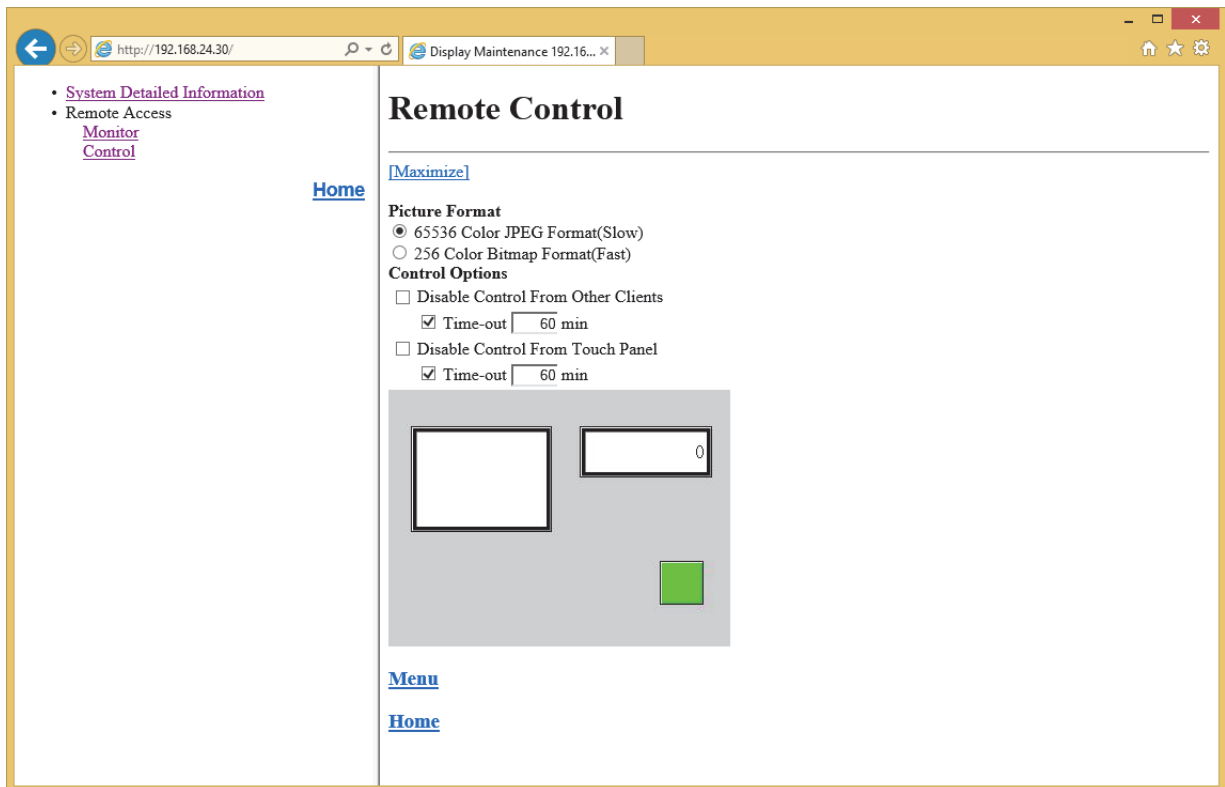 http://192.168.24.30/
Display Maintenance 192.16...
System Detailed Information
Remote Access
Monitor
Control
Home
Remote Control
[Maximize]
Picture Format
65536 Color JPEG Format(Slow)
256 Color Bitmap Format(Fast)
Control Options
Disable Control From Other Clients
Time-out 60 min
Disable Control From Touch Panel
Time-out 60 min
0
Menu
Home